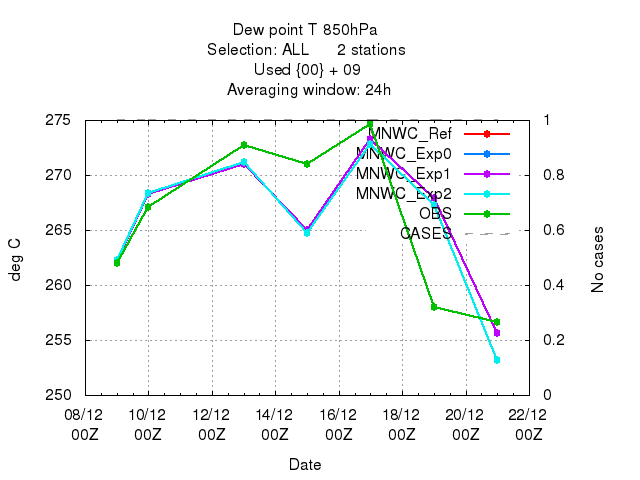 Dew point T 850hPa
Selection: ALL 2 stations
Used {00} + 09
Averaging window: 24h
275 1
MNWC_Ref
MNWC_Exp0
270 MNWC_Exp1 0.8
MNWC_Exp2
OBS
265 CASES 0.6
260 0.4
255 0.2
250 0
deg C
No cases
08/12 10/12 12/12 14/12 16/12 18/12 20/12 22/12
00Z 00Z 00Z 00Z 00Z 00Z 00Z 00Z
Date